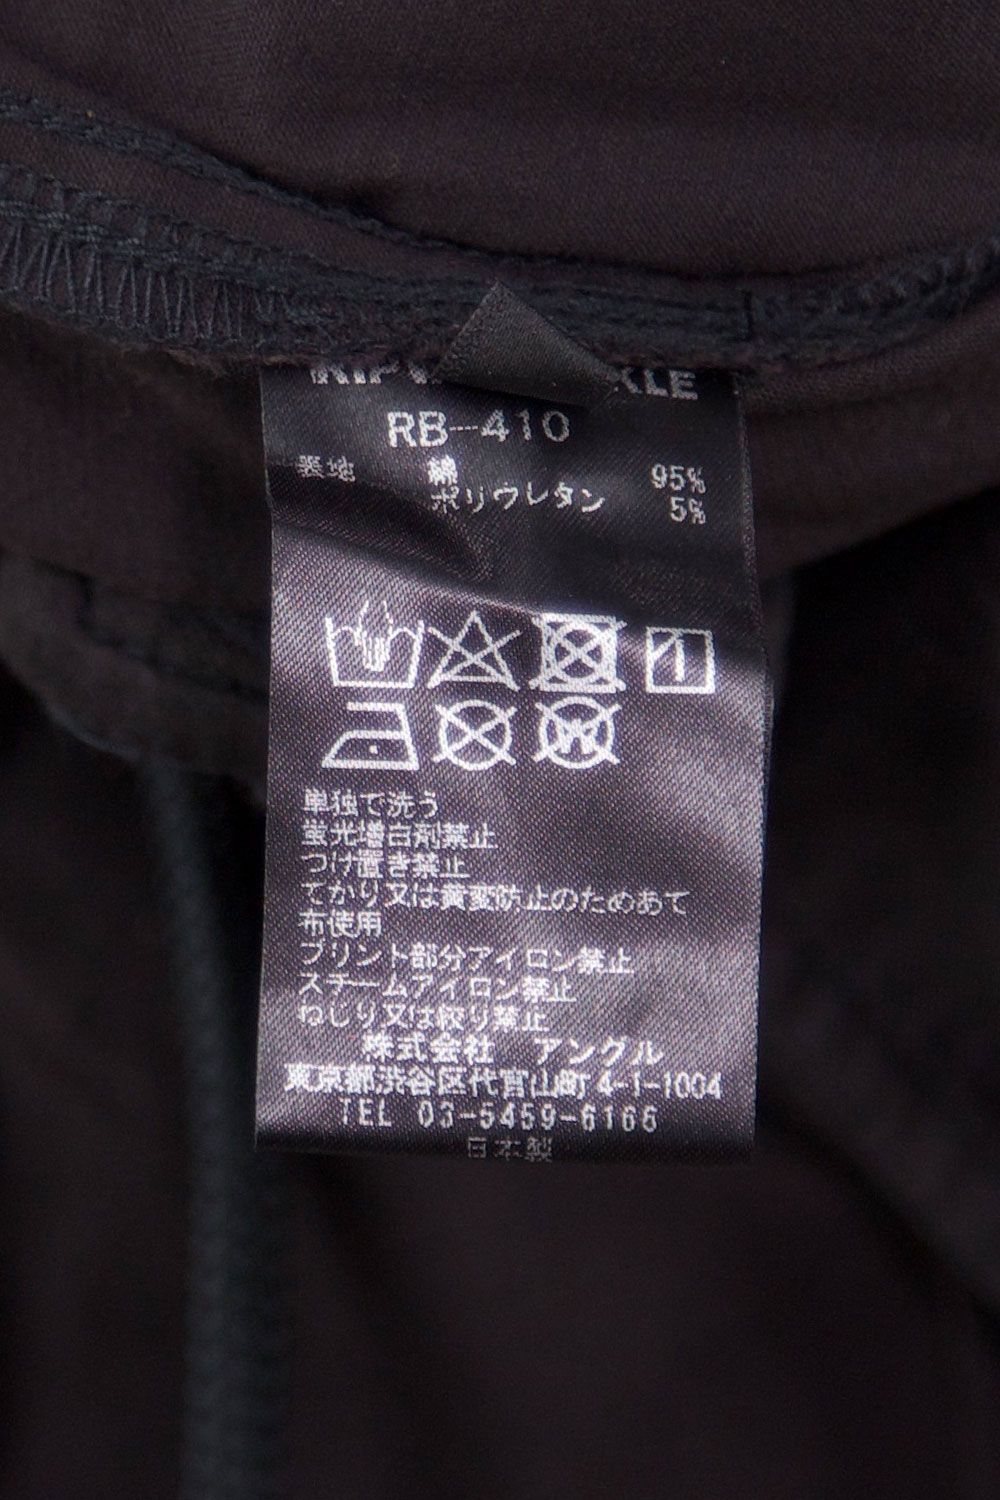 RB-410
表地 綿 95%
ポリウレタン 5%
単独で洗う
蛍光増白剤禁止
つけ置き禁止
てかり又は黄変防止のためあて
布使用
プリント部分アイロン禁止
スチームアイロン禁止
ねじり又は絞り禁止
株式会社 アングル
東京都渋谷区代官山町4-1-1004
TEL 03-5459-6166
日本製